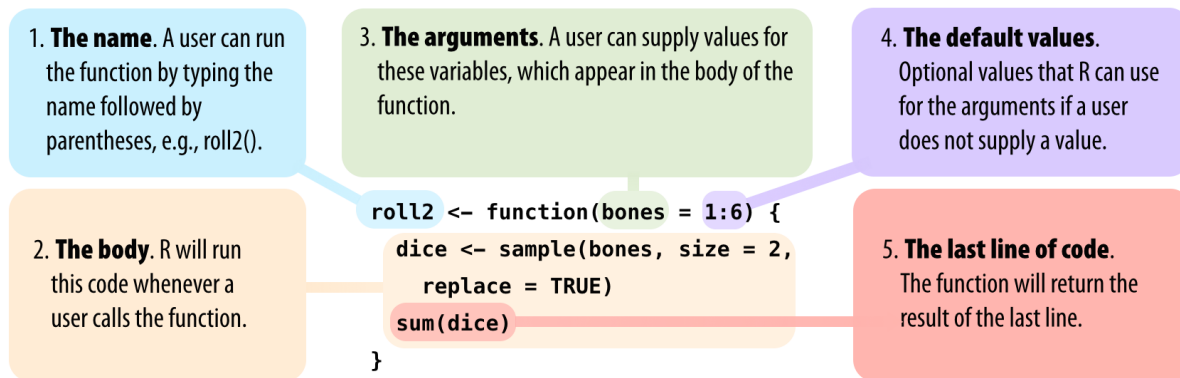 1. The name. A user can run
the function by typing the
name followed by
parentheses, e.g., roll2().
3. The arguments. A user can supply values for
these variables, which appear in the body of the
function.
4. The default values.
Optional values that R can use
for the arguments if a user
does not supply a value.
2. The body. R will run
this code whenever a
user calls the function.
roll2 <- function(bones = 1:6) {
dice <- sample(bones, size = 2,
replace = TRUE)
sum(dice)
}
5. The last line of code.
The function will return the
result of the last line.